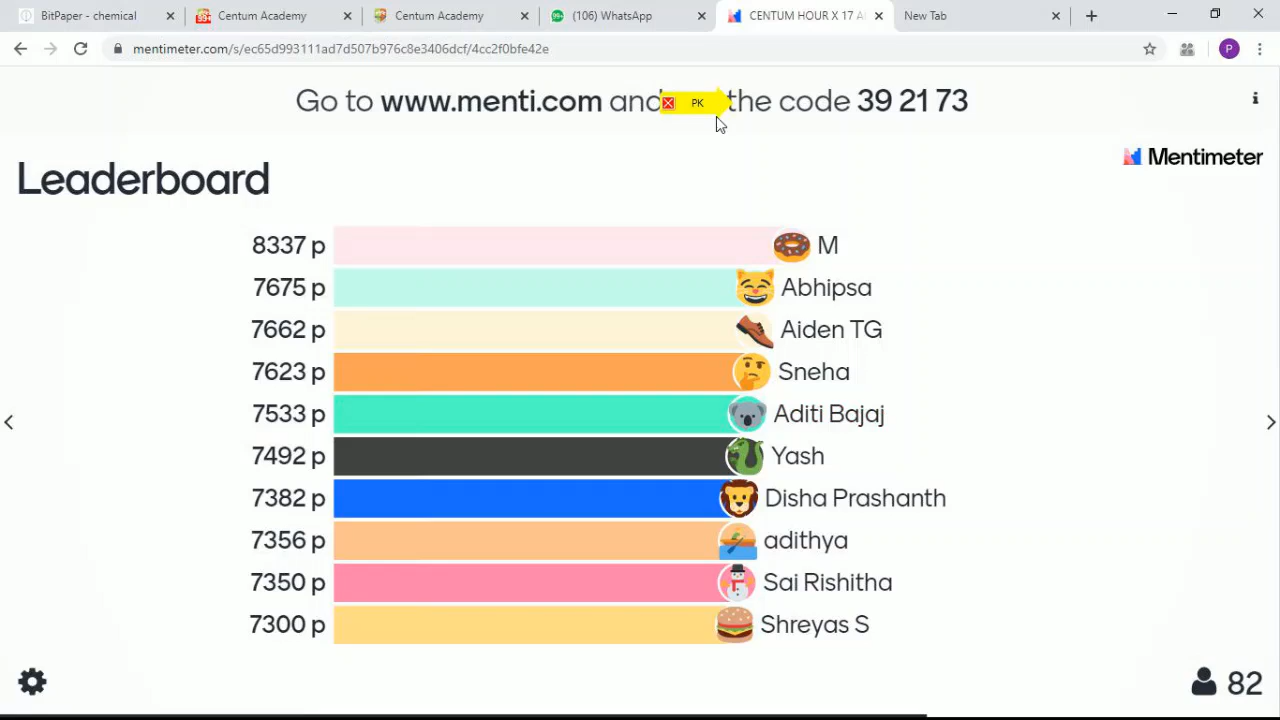 BitPaper - chemical
Centum Academy
Centum Academy
(106) WhatsApp
CENTUM HOUR X 17 A
New Tab
mentimeter.com/s/ec65d993111ad7d507b976c8e3406dcf/4cc2f0bfe42e
P
Go to www.menti.com and PK the code 39 21 73
Mentimeter
Leaderboard
8337 p M
7675 p Abhipsa
7662 p Aiden TG
7623 p Sneha
7533 p Aditi Bajaj
7492 p Yash
7382 p Disha Prashanth
7356 p adithya
7350 p Sai Rishitha
7300 p Shreyas S
82